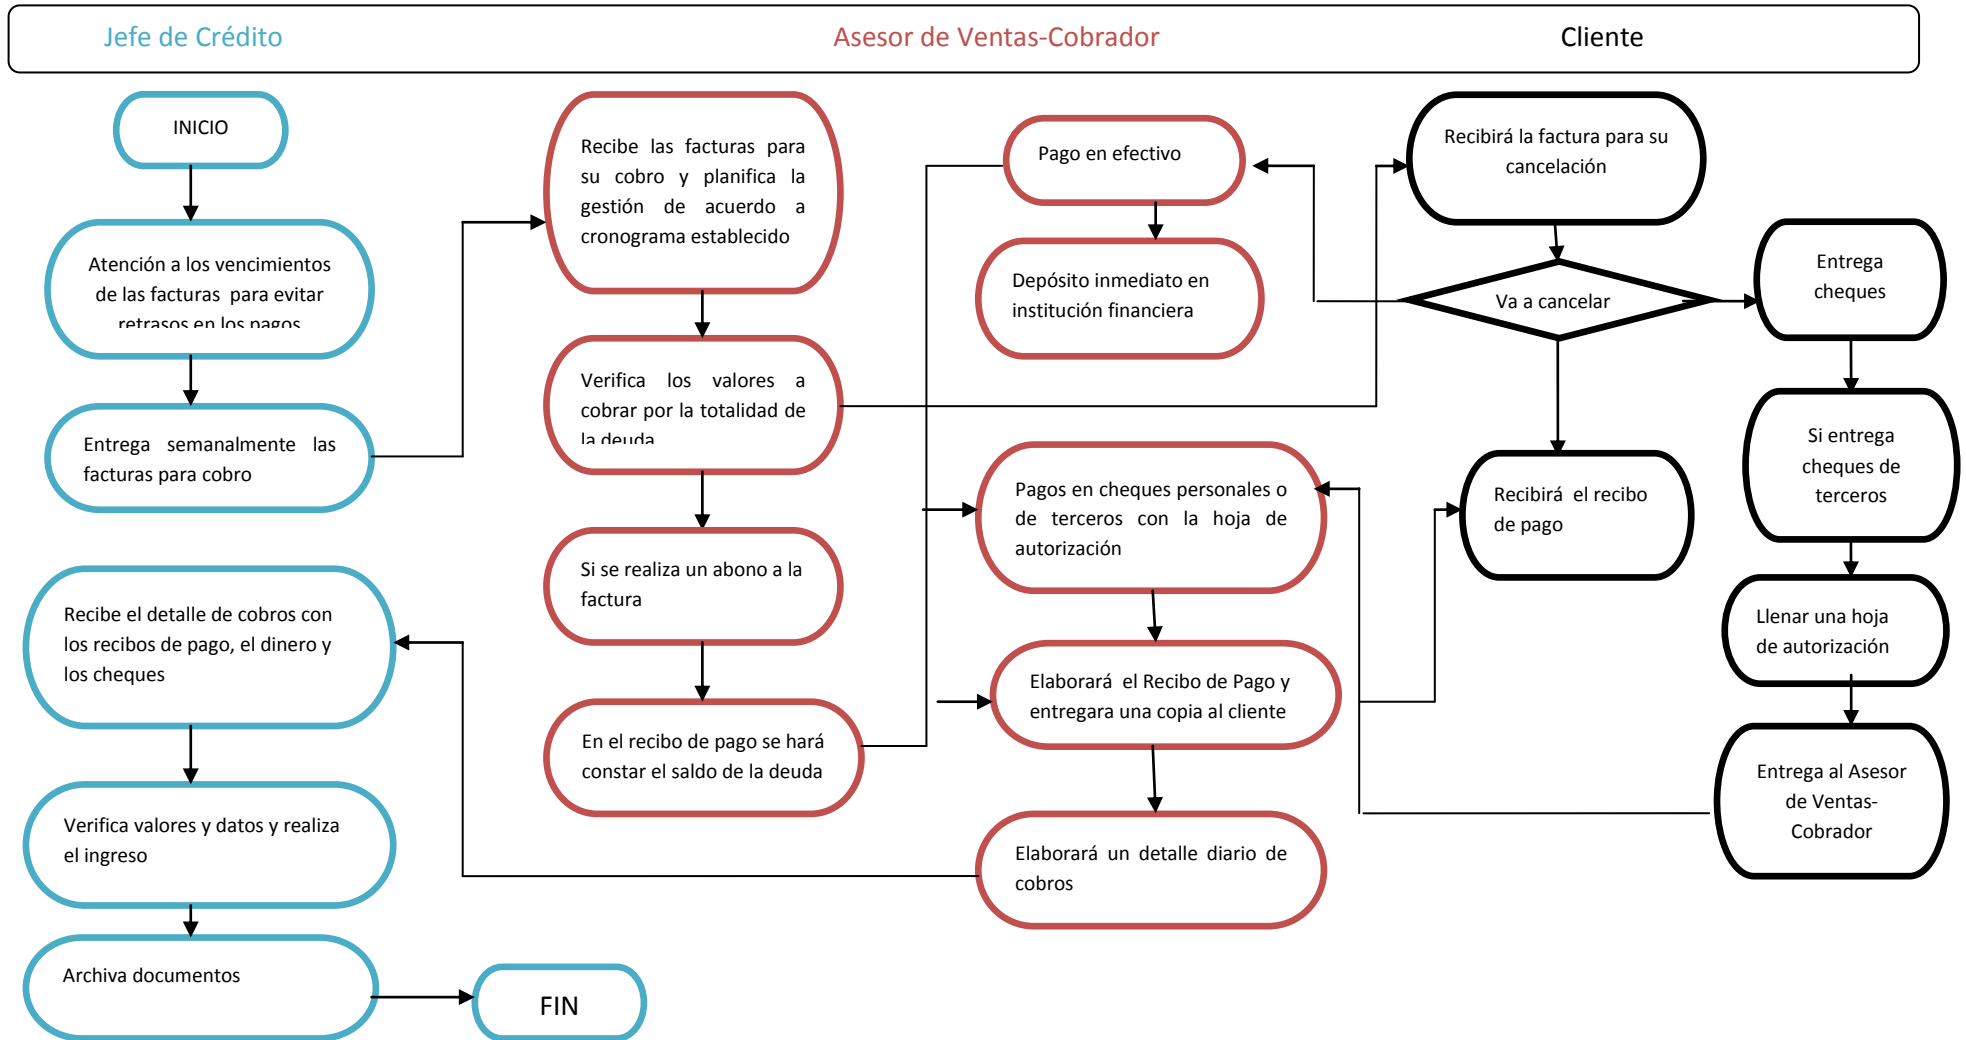 Jefe de Crédito
Asesor de Ventas-Cobrador
Cliente
INICIO
Atención a los vencimientos
de las facturas para evitar
retrasos en los pagos
Entrega semanalmente las
facturas para cobro
Recibe el detalle de cobros con
los recibos de pago, el dinero y
los cheques
Verifica valores y datos y realiza
el ingreso
Archiva documentos
FIN
Recibe las facturas para
su cobro y planifica la
gestión de acuerdo a
cronograma establecido
Verifica los valores a
cobrar por la totalidad de
la deuda
Si se realiza un abono a la
factura
En el recibo de pago se hará
constar el saldo de la deuda
Pago en efectivo
Depósito inmediato en
institución financiera
Pagos en cheques personales o
de terceros con la hoja de
autorización
Elaborará el Recibo de Pago y
entregara una copia al cliente
Elaborará un detalle diario de
cobros
Recibirá la factura para su
cancelación
Va a cancelar
Recibirá el recibo
de pago
Entrega
cheques
Si entrega
cheques de
terceros
Llenar una hoja
de autorización
Entrega al Asesor
de Ventas-
Cobrador